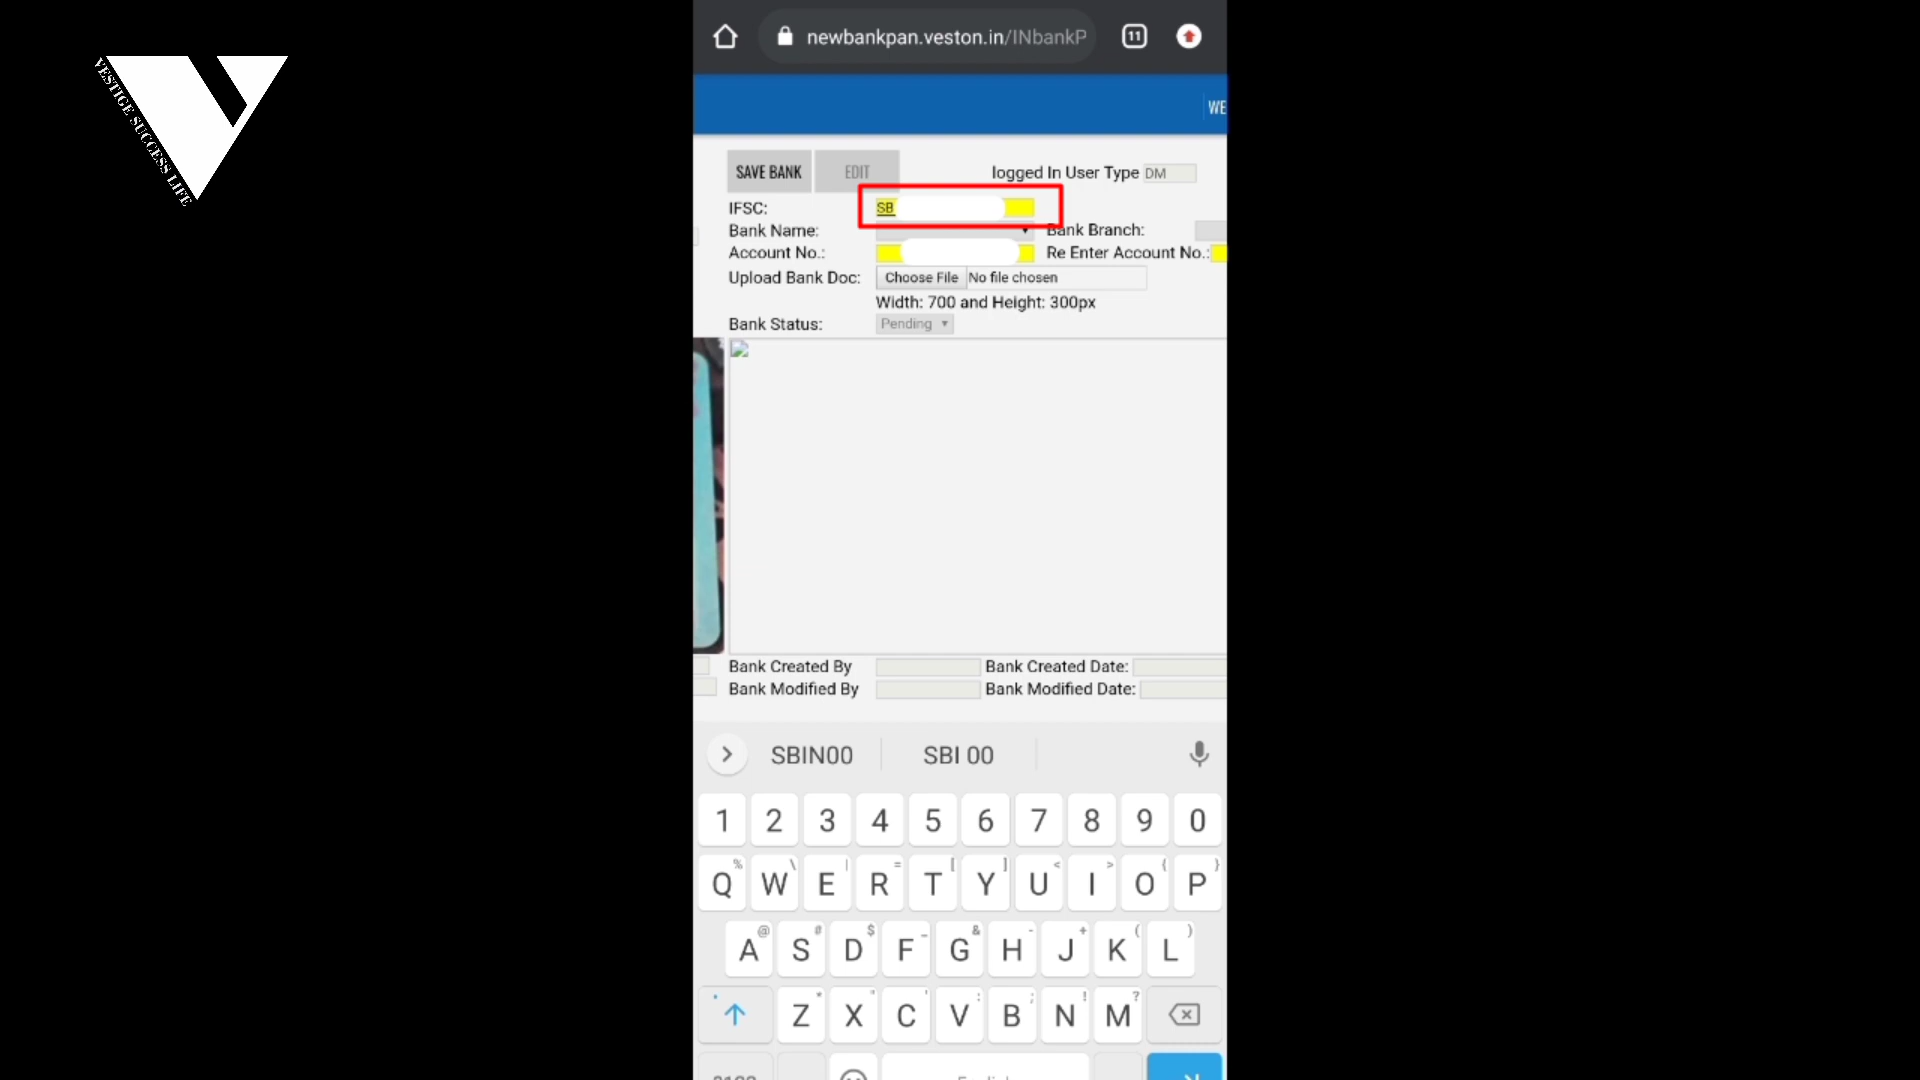 VESTIGE SUCCESS LIFE
newbankpan.veston.in/INbankP
11
WE
SAVE BANK EDIT logged In User Type DM
IFSC: SB
Bank Name: Bank Branch:
Account No.: Re Enter Account No.:
Upload Bank Doc: Choose File No file chosen
Width: 700 and Height: 300px
Bank Status: Pending
Bank Created By Bank Created Date:
Bank Modified By Bank Modified Date:
SBIN00 SBI 00
1 2 3 4 5 6 7 8 9 0
% \ | = [ ] < > { }
Q W E R T Y U I O P
@ # $ _ & - + ( )
A S D F G H J K L
* " ' : ; ! ?
Z X C V B N M